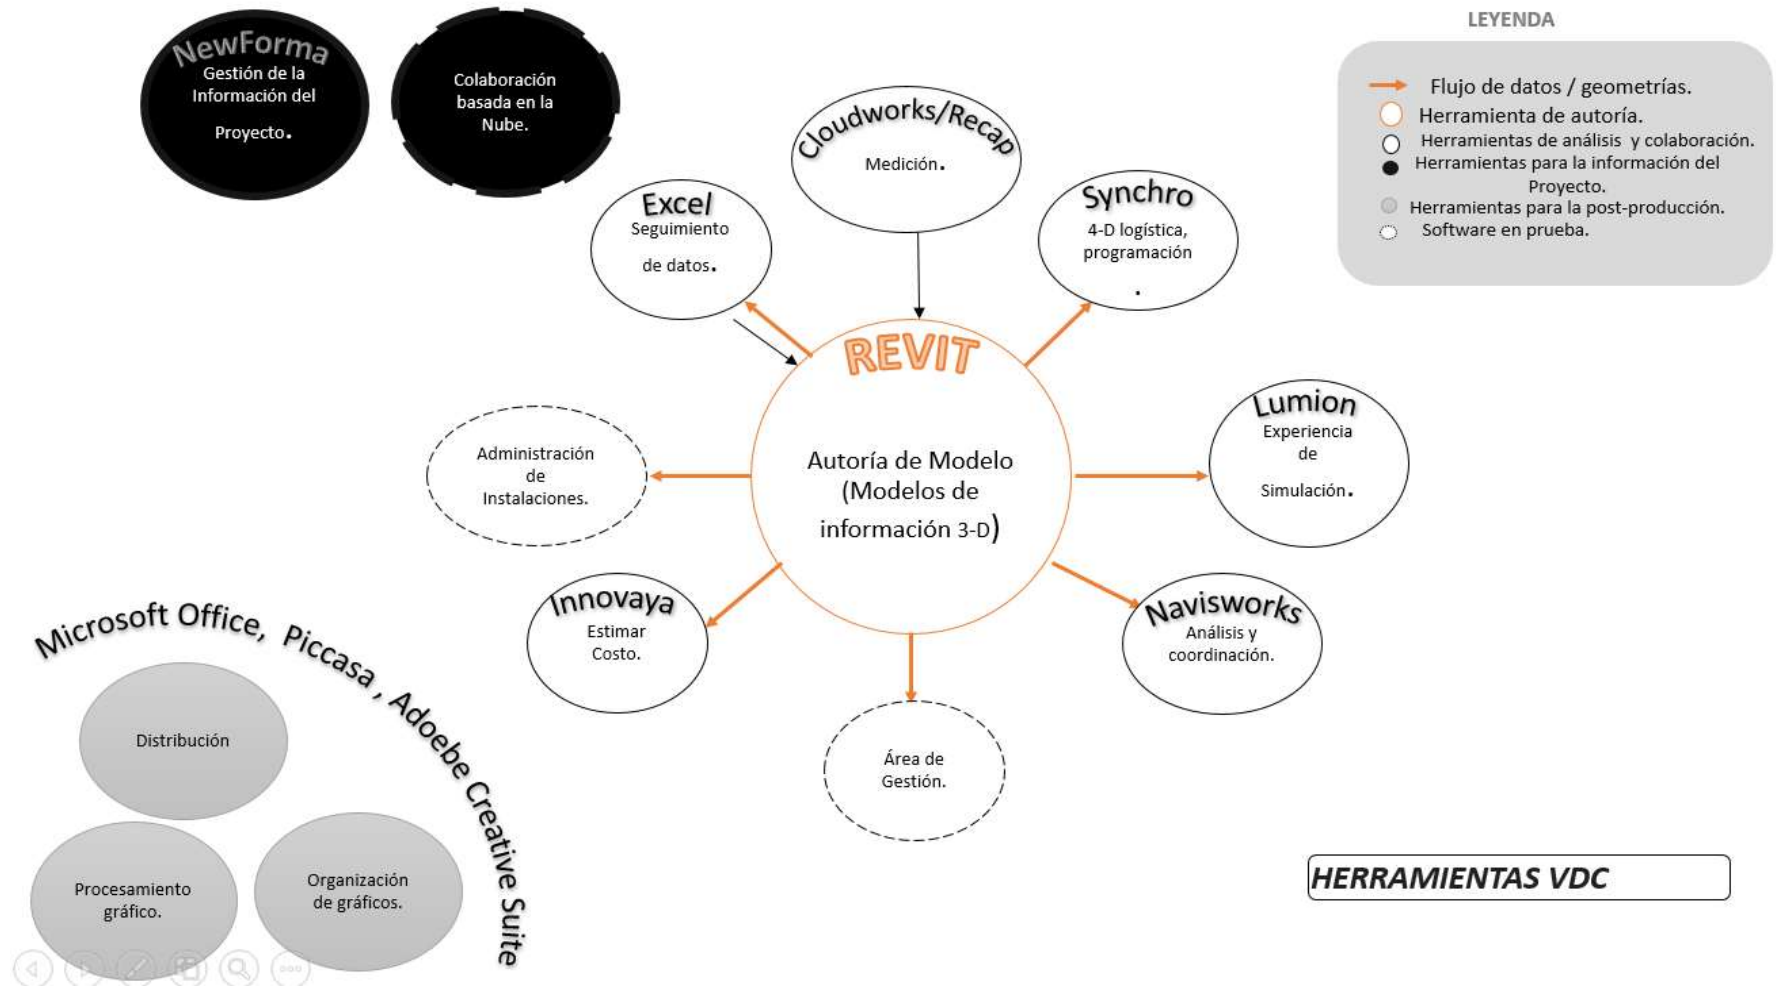 NewForma
Gestión de la
Información del
Proyecto.
Colaboración
basada en la
Nube.
Cloudworks/Recap
Medición.
Excel
Seguimiento
de datos.
Synchro
4-D logística,
programación
.
LEYENDA
Flujo de datos / geometrías.
Herramienta de autoría.
Herramientas de análisis y colaboración.
Herramientas para la información del
Proyecto.
Herramientas para la post-producción.
Software en prueba.
REVIT
Autoría de Modelo
(Modelos de
información 3-D)
Lumion
Experiencia
de
Simulación.
Administración
de
Instalaciones.
Innovaya
Estimar
Costo.
Navisworks
Análisis y
coordinación.
Área de
Gestión.
Microsoft Office, Piccasa , Adoebe Creative Suite
Distribución
Procesamiento
gráfico.
Organización
de gráficos.
HERRAMIENTAS VDC